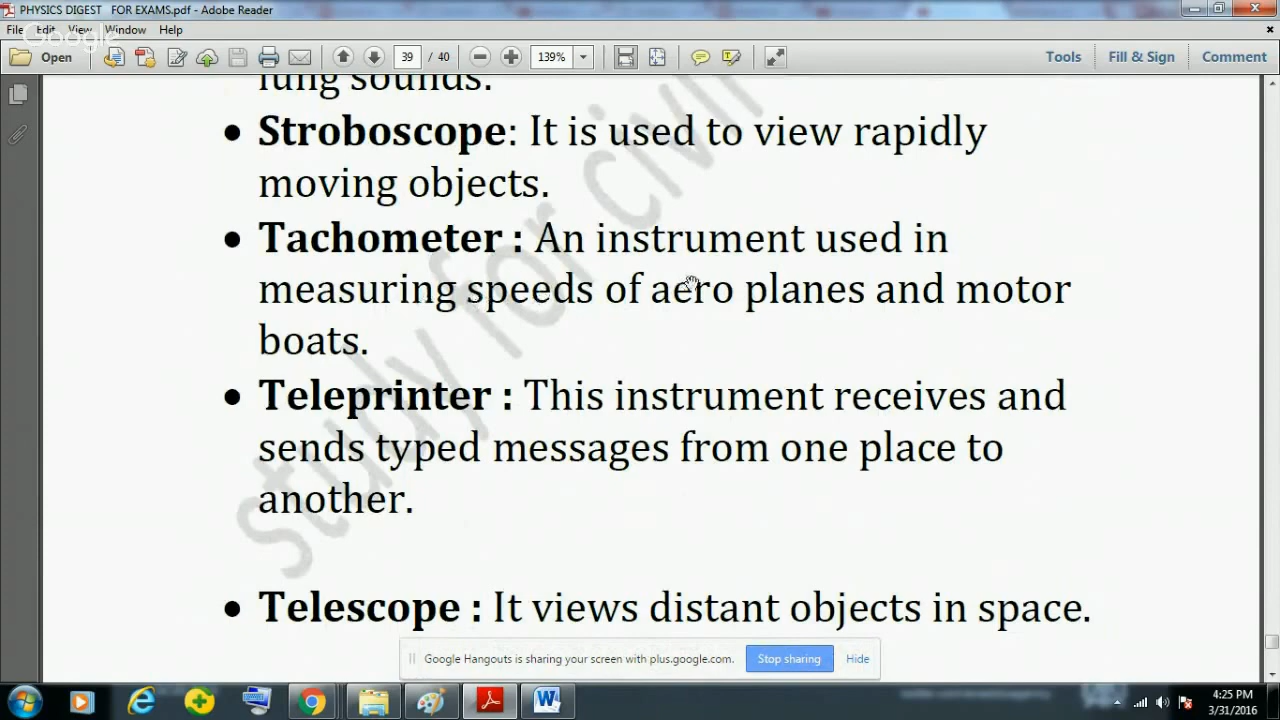 PHYSICS DIGEST FOR EXAMS.pdf - Adobe Reader
File Edit View Window Help
Google
Open 39 / 40 139% Tools Fill & Sign Comment
lung sounds.
• Stroboscope: It is used to view rapidly
moving objects.
• Tachometer : An instrument used in
measuring speeds of aero planes and motor
boats.
• Teleprinter : This instrument receives and
sends typed messages from one place to
another.
• Telescope : It views distant objects in space.
study for civil
Google Hangouts is sharing your screen with plus.google.com. Stop sharing Hide
4:25 PM
3/31/2016